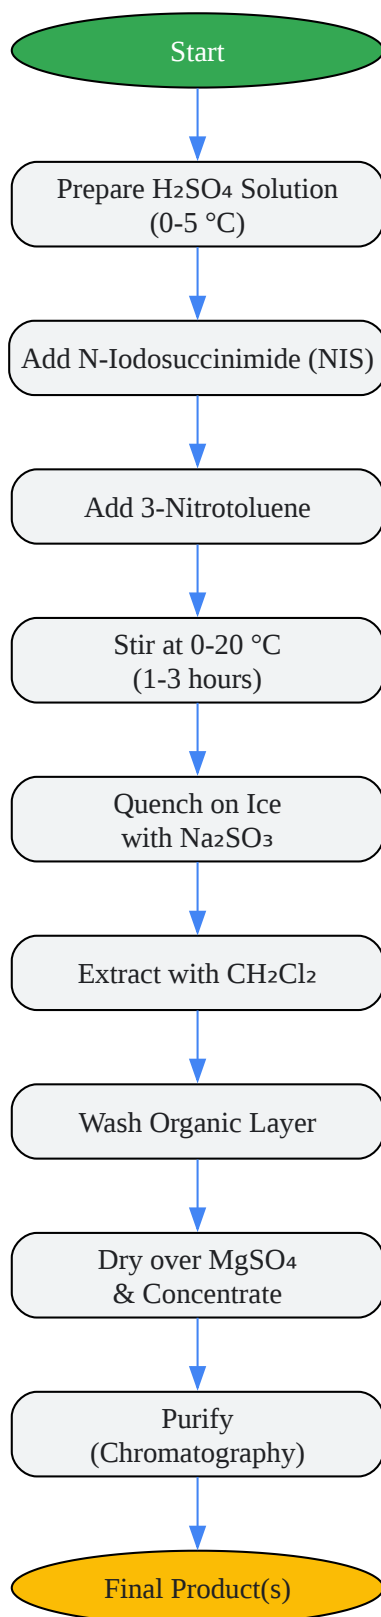 Start
Prepare H₂SO₄ Solution
(0-5 °C)
Add N-Iodosuccinimide (NIS)
Add 3-Nitrotoluene
Stir at 0-20 °C
(1-3 hours)
Quench on Ice
with Na₂SO₃
Extract with CH₂Cl₂
Wash Organic Layer
Dry over MgSO₄
& Concentrate
Purify
(Chromatography)
Final Product(s)